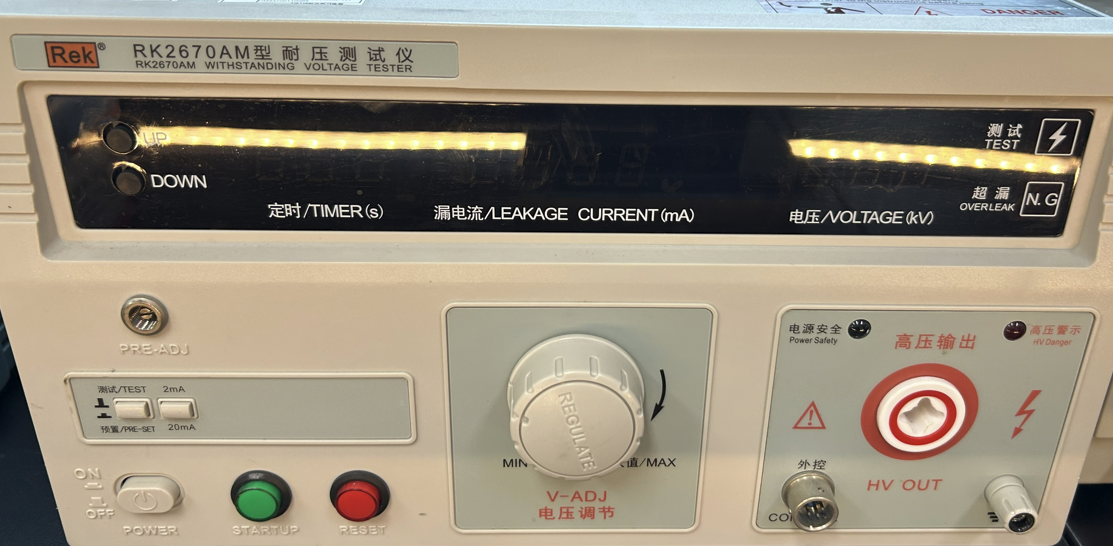 DANGER
Rek®
RK2670AM型 耐压测试仪
RK2670AM WITHSTANDING VOLTAGE TESTER
UP
DOWN
测试
TEST
超漏
OVERLEAK
N.G
定时/TIMER(s)
漏电流/LEAKAGE CURRENT(mA)
电压/VOLTAGE(kV)
PRE-ADJ
测试/TEST 2mA
预置/PRE-SET 20mA
ON
OFF
POWER
STARTUP
RESET
REGULATE
MIN
值/MAX
V-ADJ
电压调节
电源安全
Power Safety
高压输出
高压警示
HV.Danger
外控
HV OUT